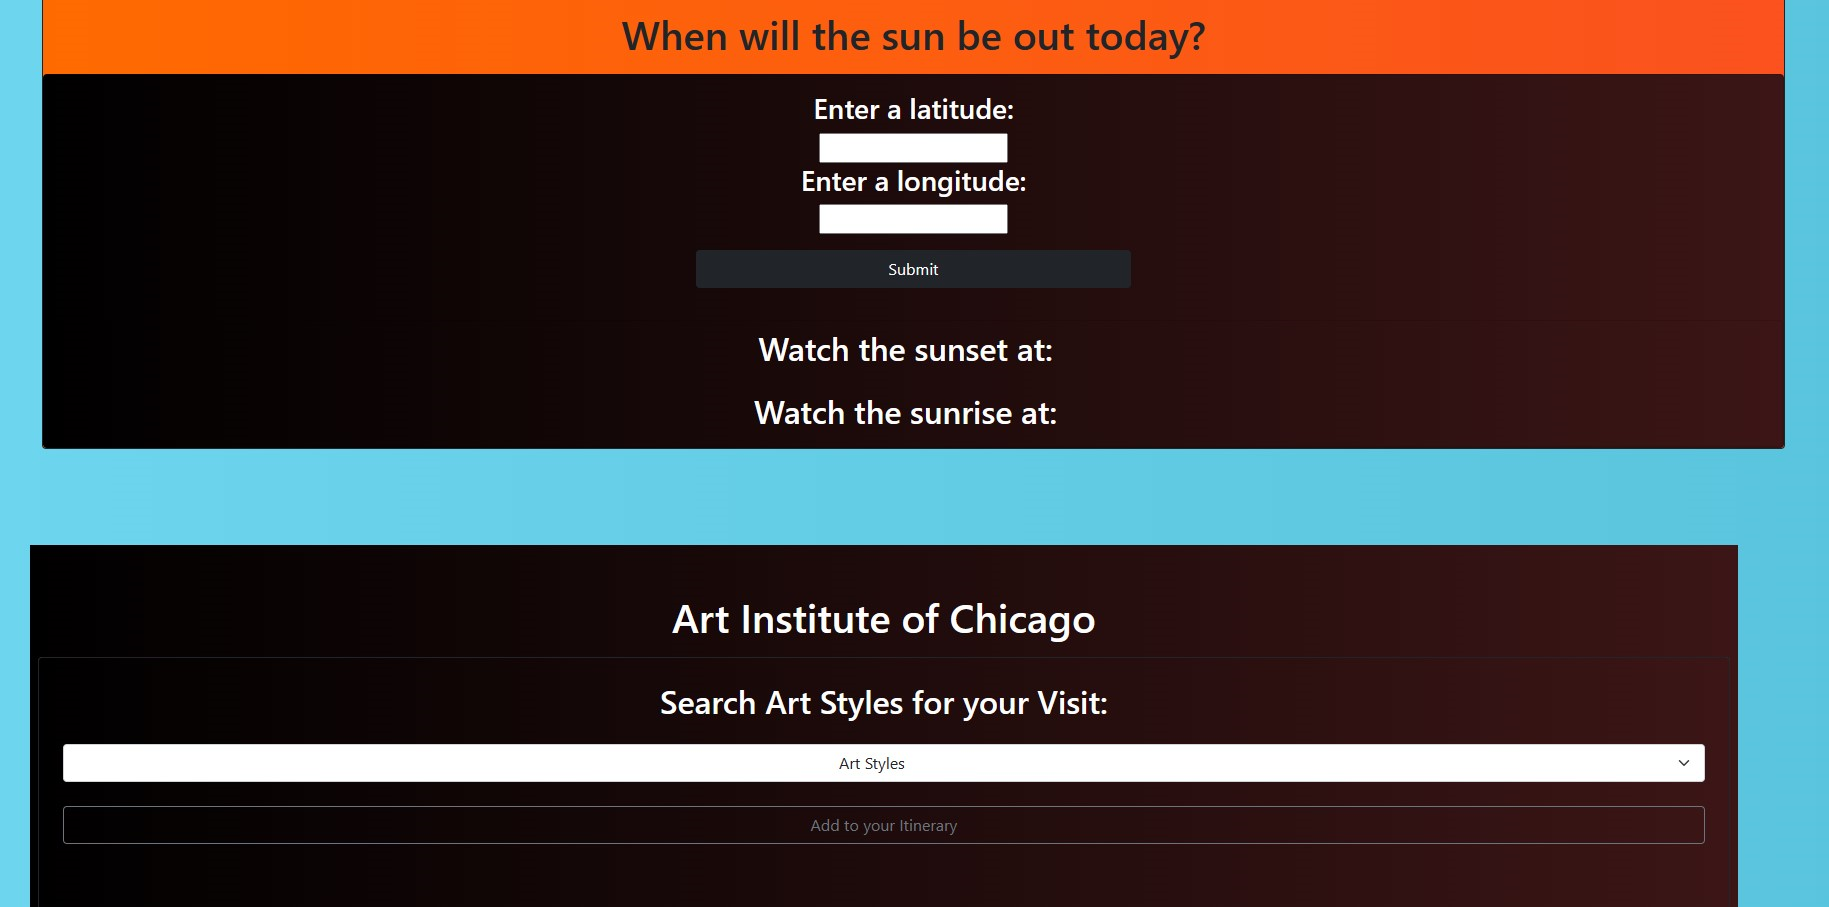 When will the sun be out today?
Enter a latitude:
Enter a longitude:
Submit
Watch the sunset at:
Watch the sunrise at:
Art Institute of Chicago
Search Art Styles for your Visit:
Art Styles
Add to your Itinerary